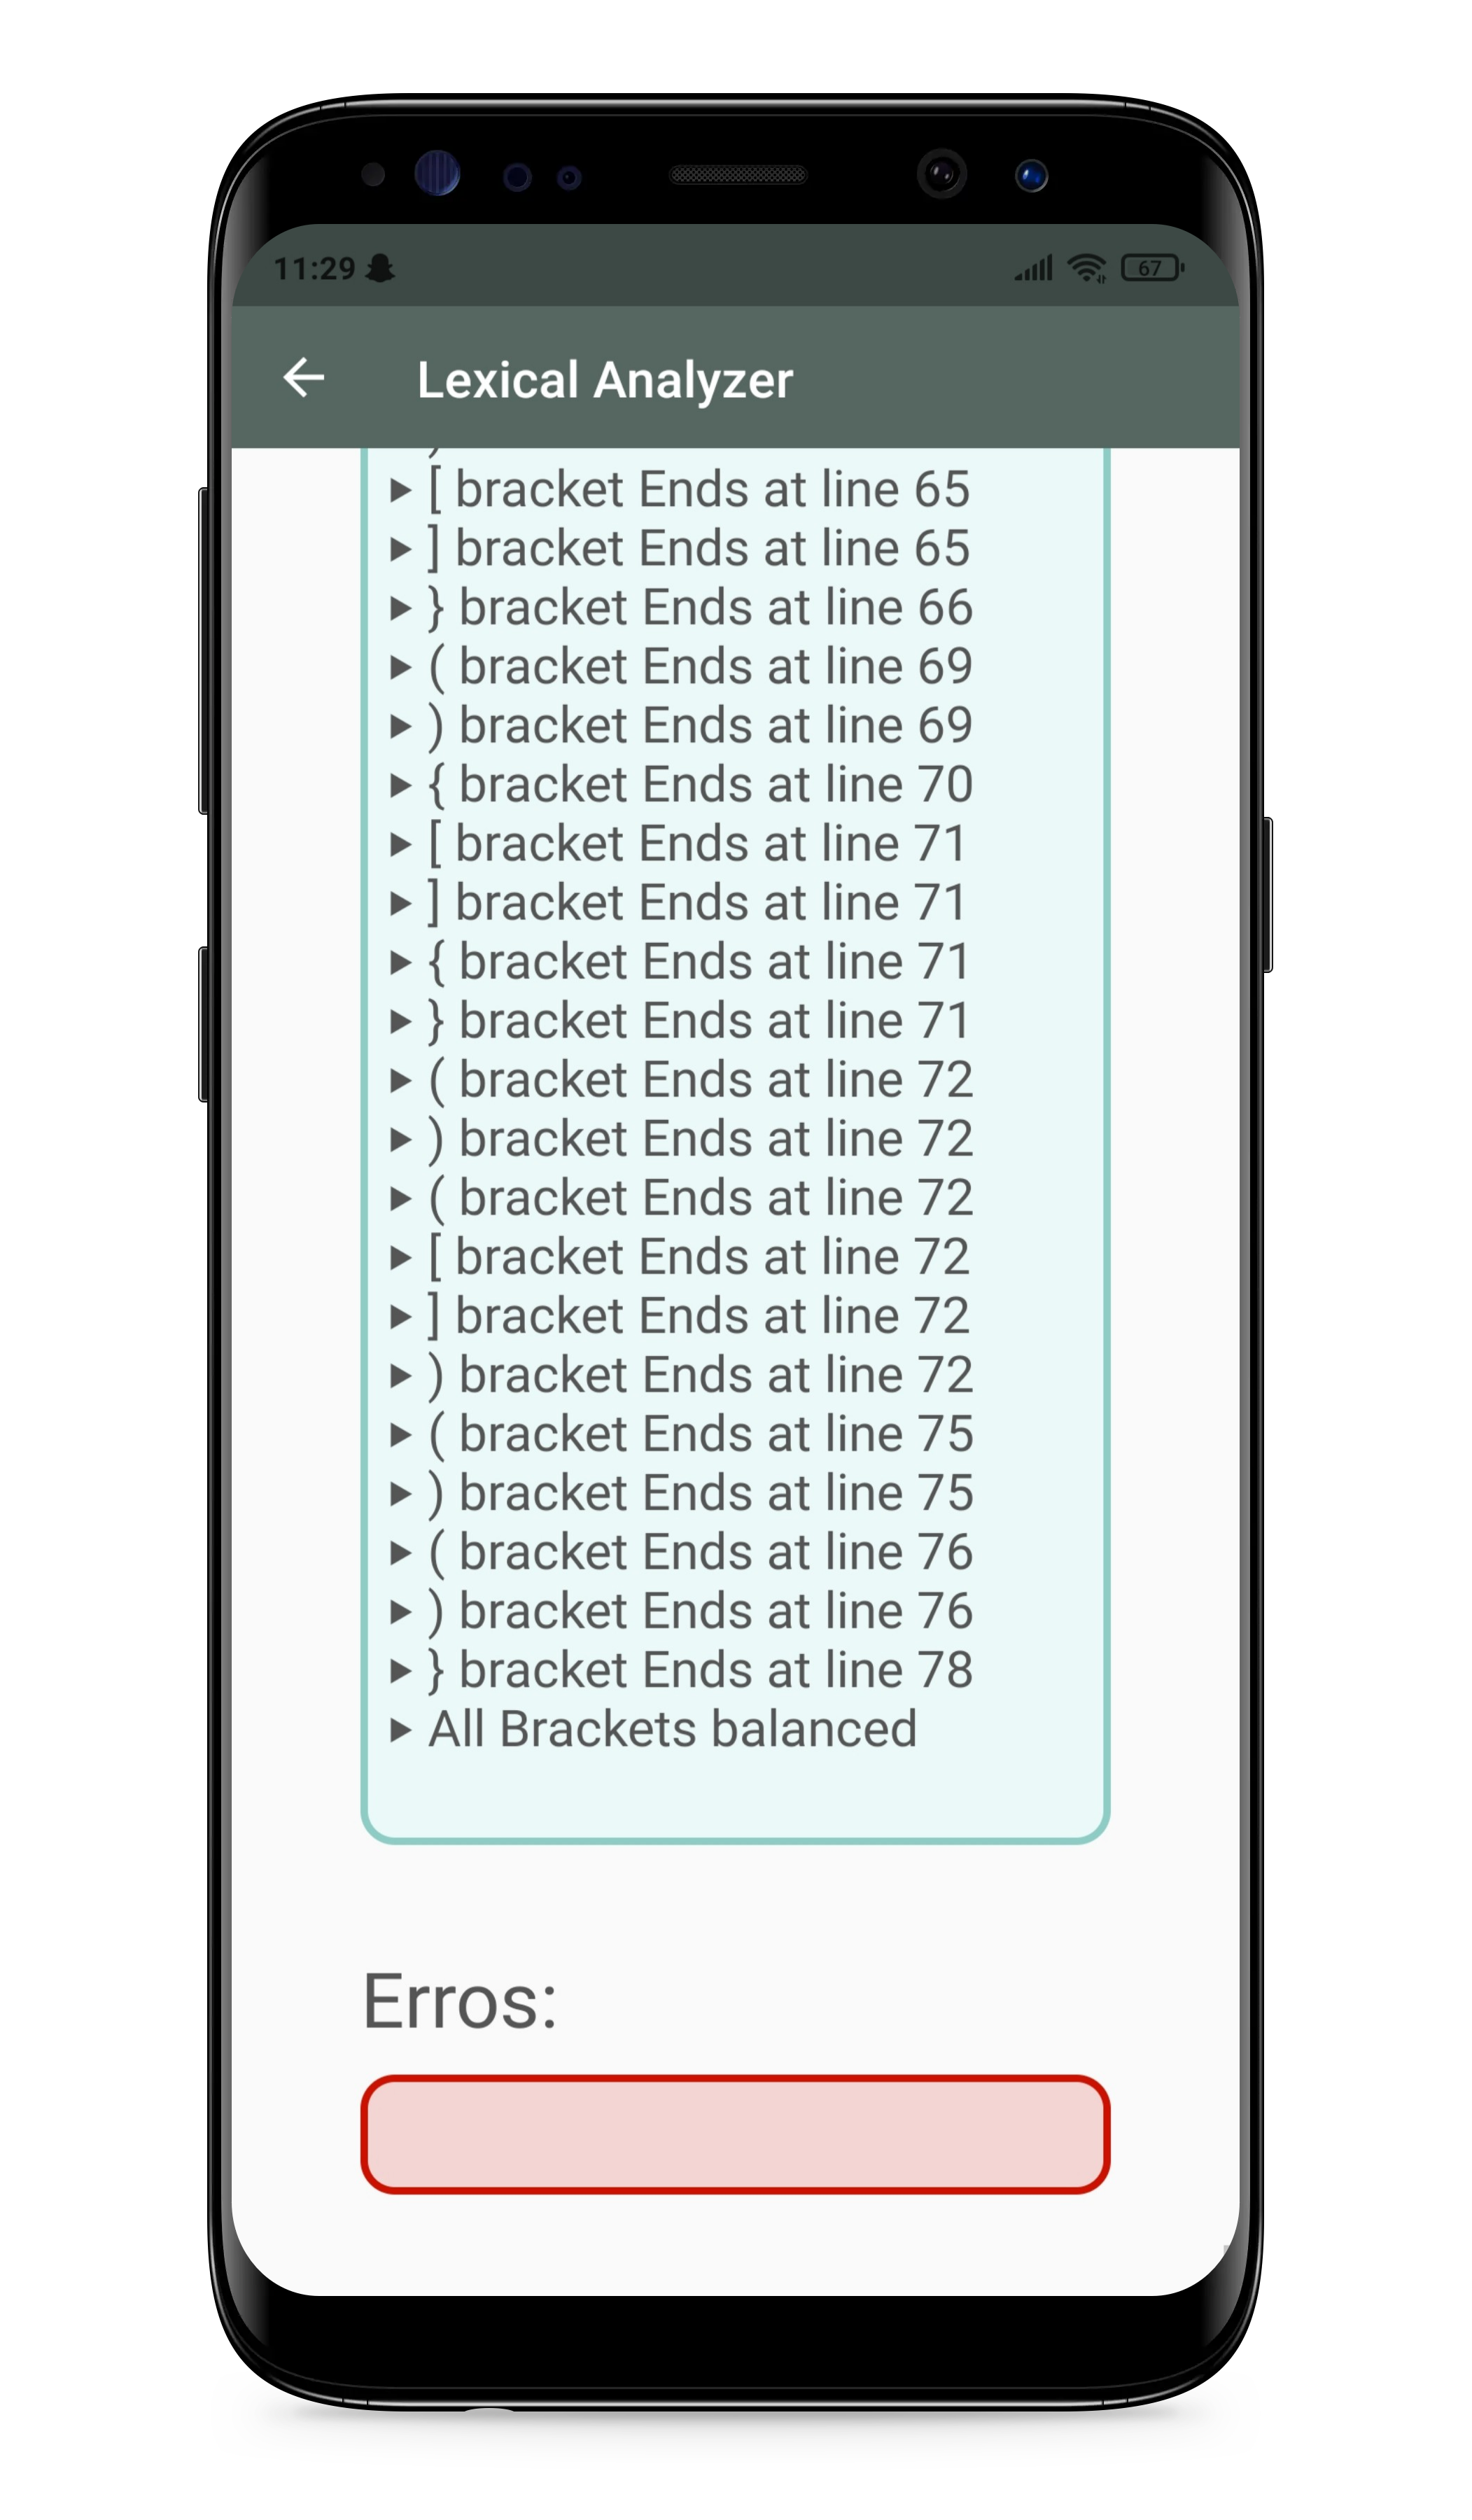 11:29
67
Lexical Analyzer
► [ bracket Ends at line 65
► ] bracket Ends at line 65
► } bracket Ends at line 66
► ( bracket Ends at line 69
► ) bracket Ends at line 69
► { bracket Ends at line 70
► [ bracket Ends at line 71
► ] bracket Ends at line 71
► { bracket Ends at line 71
► } bracket Ends at line 71
► ( bracket Ends at line 72
► ) bracket Ends at line 72
► ( bracket Ends at line 72
► [ bracket Ends at line 72
► ] bracket Ends at line 72
► ) bracket Ends at line 72
► ( bracket Ends at line 75
► ) bracket Ends at line 75
► ( bracket Ends at line 76
► ) bracket Ends at line 76
► } bracket Ends at line 78
► All Brackets balanced
Erros: